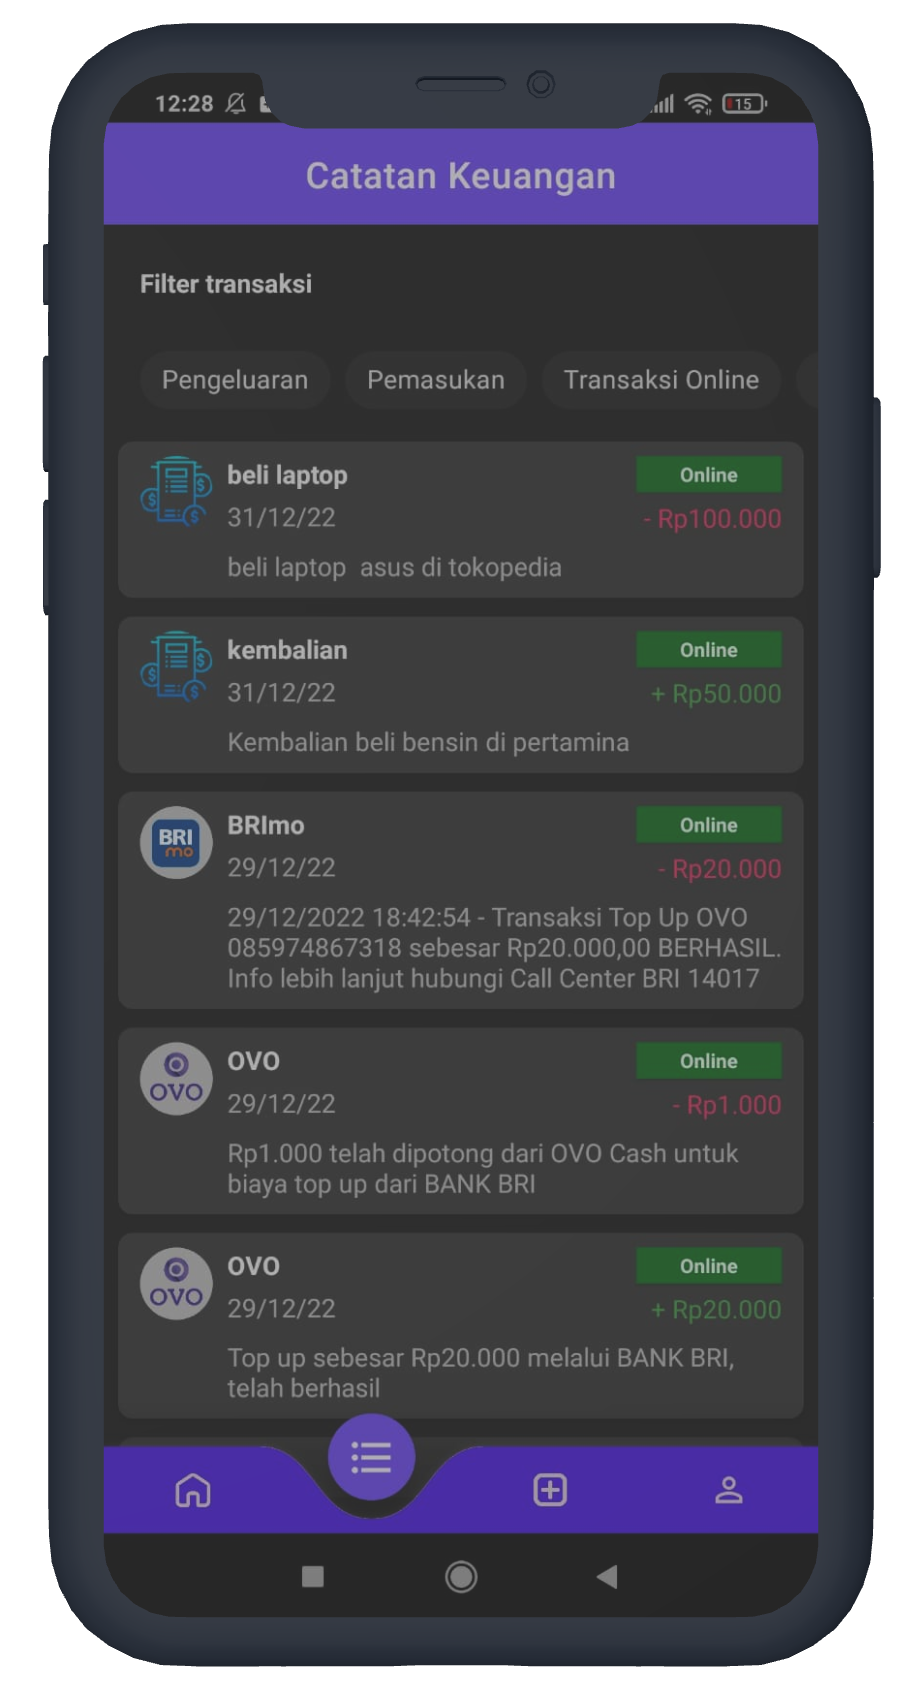 12:28
15
Catatan Keuangan
Filter transaksi
Pengeluaran Pemasukan Transaksi Online
beli laptop Online
31/12/22 - Rp100.000
beli laptop  asus di tokopedia
kembalian Online
31/12/22 + Rp50.000
Kembalian beli bensin di pertamina
BRI
mo
BRImo Online
29/12/22 - Rp20.000
29/12/2022 18:42:54 - Transaksi Top Up OVO
085974867318 sebesar Rp20.000,00 BERHASIL.
Info lebih lanjut hubungi Call Center BRI 14017
OVO
OVO Online
29/12/22 - Rp1.000
Rp1.000 telah dipotong dari OVO Cash untuk
biaya top up dari BANK BRI
OVO
OVO Online
29/12/22 + Rp20.000
Top up sebesar Rp20.000 melalui BANK BRI,
telah berhasil